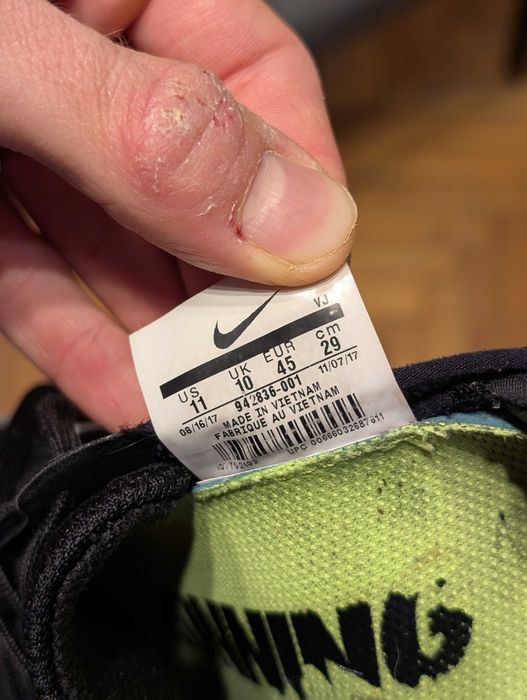 VJ
US UK EUR cm
11 10 45 29
08/16/17 942836-001 11/07/17
MADE IN VIETNAM
FABRIQUE AU VIETNAM
UPC 00666032687611